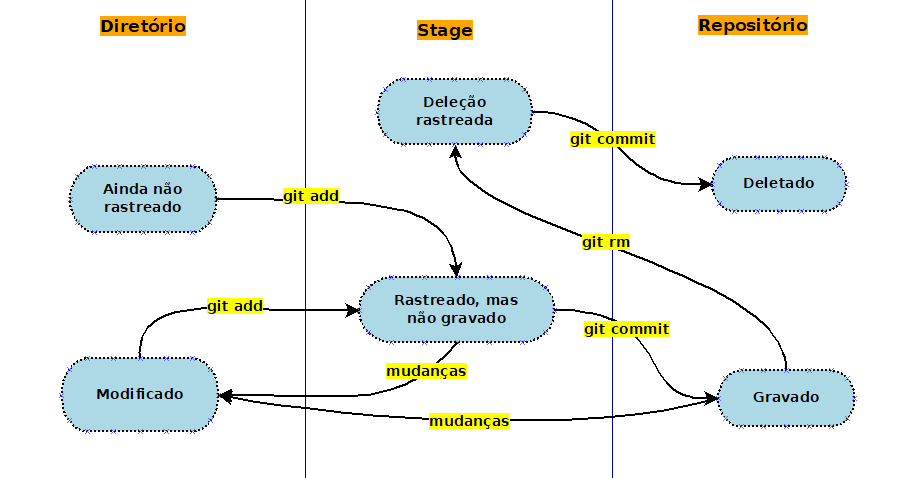 Diretório
Stage
Repositório
Deleção
rastreada
git commit
Deletado
Ainda não
rastreado
git add
git rm
Rastreado, mas
não gravado
git add
git commit
mudanças
Modificado
Gravado
mudanças